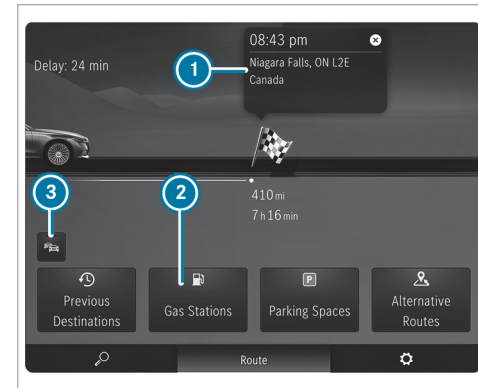 08:43 pm
Delay: 24 min
1
Niagara Falls, ON L2E
Canada
3
2
410 mi
7 h 16 min
P
Previous
Destinations
Gas Stations
Parking Spaces
Alternative
Routes
Route